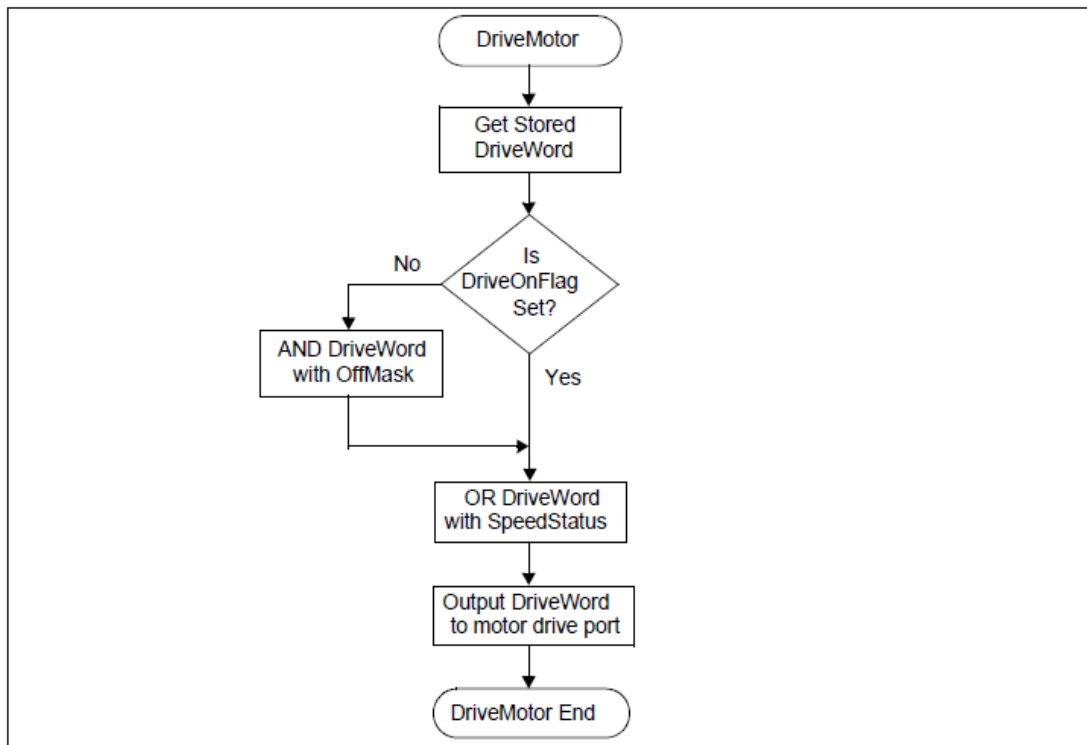 DriveMotor
Get Stored
DriveWord
Is
DriveOnFlag
Set?
No
AND DriveWord
with OffMask
Yes
OR DriveWord
with SpeedStatus
Output DriveWord
to motor drive port
DriveMotor End